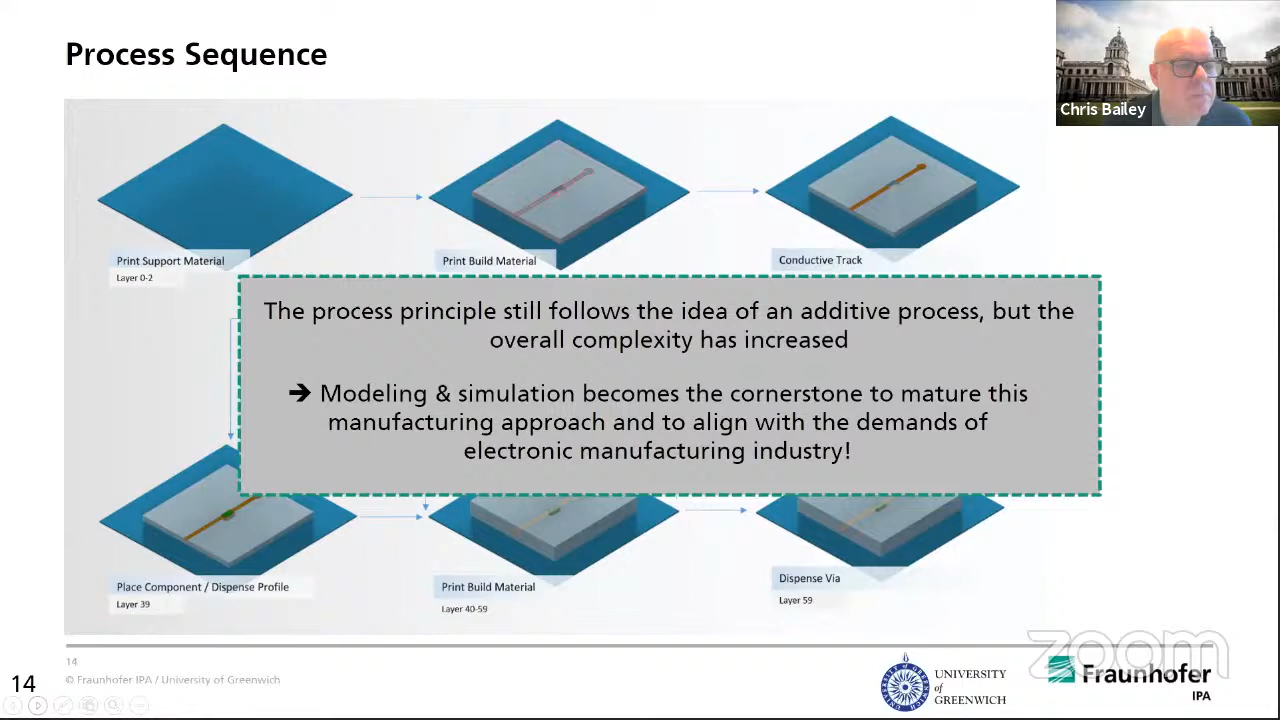 Process Sequence
Chris Bailey
Print Support Material
Layer 0-2
Print Build Material
Conductive Track
The process principle still follows the idea of an additive process, but the
overall complexity has increased
➔ Modeling & simulation becomes the cornerstone to mature this
manufacturing approach and to align with the demands of
electronic manufacturing industry!
Place Component / Dispense Profile
Layer 39
Print Build Material
Layer 40-59
Dispense Via
Layer 59
zoom
14
© Fraunhofer IPA / University of Greenwich
14
UNIVERSITY
of
GREENWICH
Fraunhofer
IPA